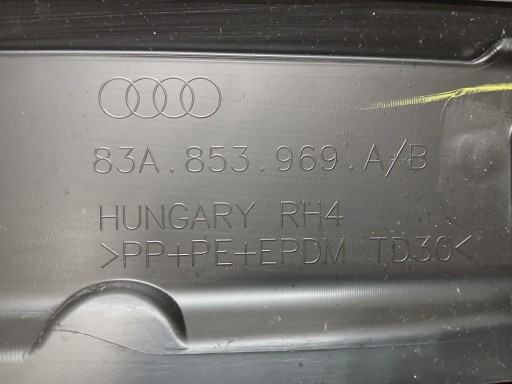 83A.853.969.A/B
HUNGARY RH4
>PP+PE+EPDM TD30<